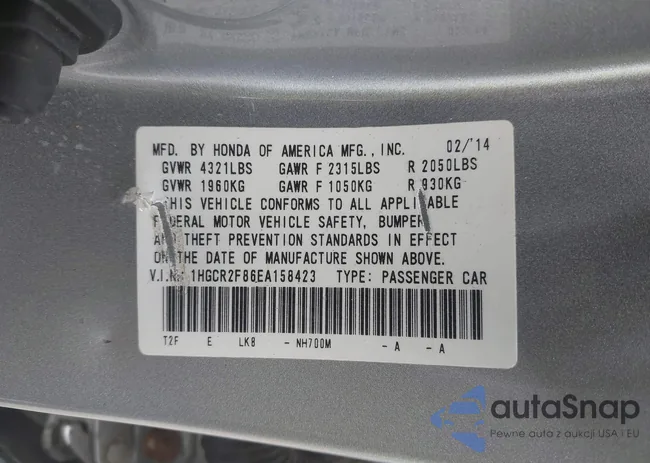 MFD. BY HONDA OF AMERICA MFG., INC. 02/'14
GVWR 4321LBS GAWR F 2315LBS R 2050LBS
GVWR 1960KG GAWR F 1050KG R 930KG
THIS VEHICLE CONFORMS TO ALL APPLICABLE
FEDERAL MOTOR VEHICLE SAFETY, BUMPER
AND THEFT PREVENTION STANDARDS IN EFFECT
ON THE DATE OF MANUFACTURE SHOWN ABOVE.
V.I.N. 1HGCR2F86EA158423 TYPE: PASSENGER CAR
T2F E LK8 - NH700M - A - A
autaSnap
Pewne auta z aukcji USA i EU